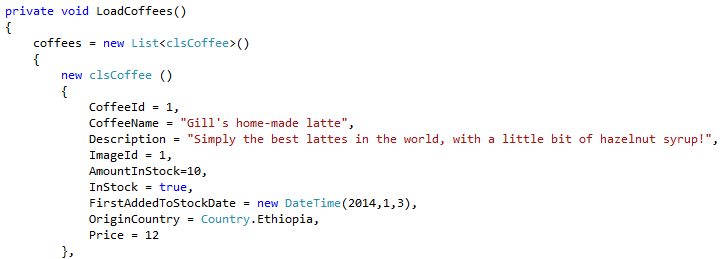 private void LoadCoffees()
{
    coffees = new List<clsCoffee>()
    {
        new clsCoffee ()
        {
            CoffeeId = 1,
            CoffeeName = "Gill's home-made latte",
            Description = "Simply the best lattes in the world, with a little bit of hazelnut syrup!",
            ImageId = 1,
            AmountInStock=10,
            InStock = true,
            FirstAddedToStockDate = new DateTime(2014,1,3),
            OriginCountry = Country.Ethiopia,
            Price = 12
        },